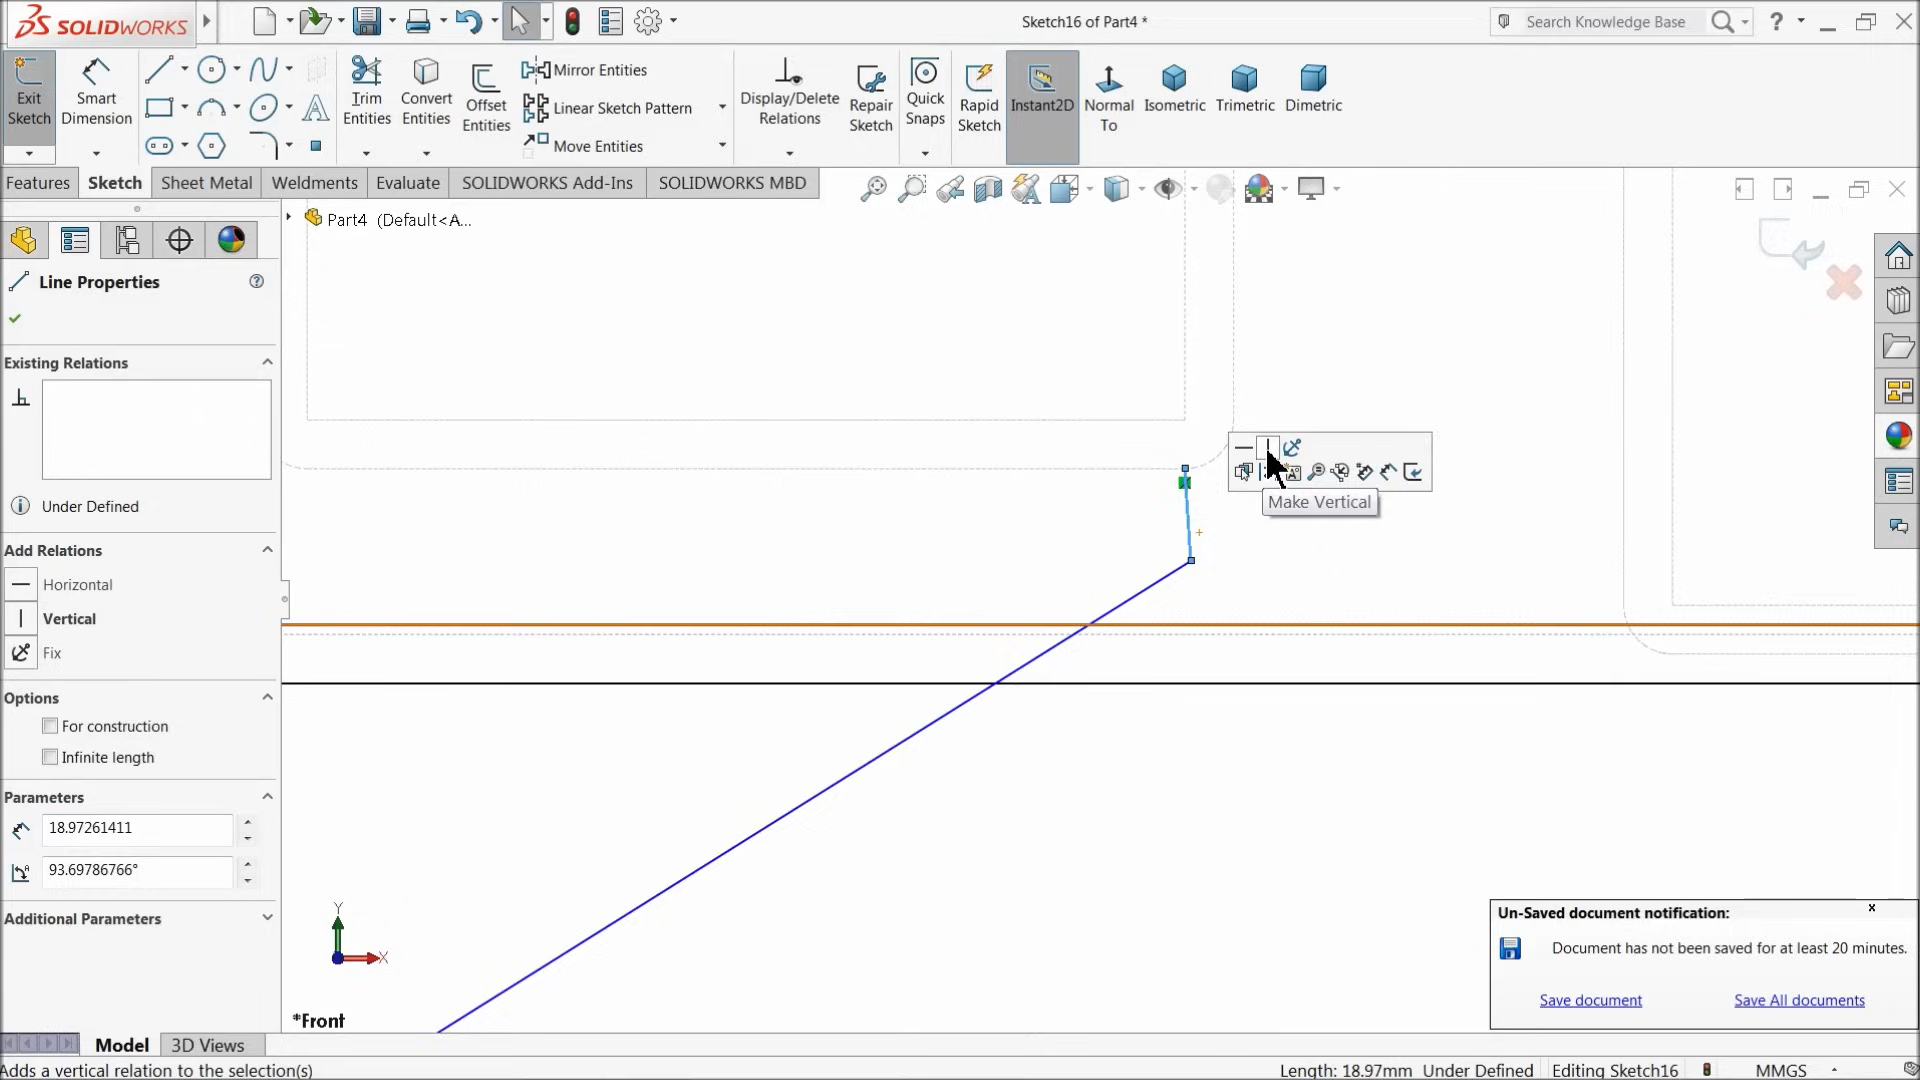 SOLIDWORKS
Sketch16 of Part4 *
Search Knowledge Base
?
Exit Sketch
Smart Dimension
Trim Entities
Convert Entities
Offset Entities
Mirror Entities
Linear Sketch Pattern
Move Entities
Display/Delete Relations
Repair Sketch
Quick Snaps
Rapid Sketch
Instant2D
Normal To
Isometric
Trimetric
Dimetric
Features
Sketch
Sheet Metal
Weldments
Evaluate
SOLIDWORKS Add-Ins
SOLIDWORKS MBD
Part4 (Default<A...
Line Properties
Existing Relations
Under Defined
Add Relations
Horizontal
Vertical
Fix
Options
For construction
Infinite length
Parameters
18.97261411
93.69786766°
Additional Parameters
Make Vertical
Y
X
*Front
Un-Saved document notification:
x
Document has not been saved for at least 20 minutes.
Save document
Save All documents
Model
3D Views
Adds a vertical relation to the selection(s)
Length: 18.97mm
Under Defined
Editing Sketch16
MMGS